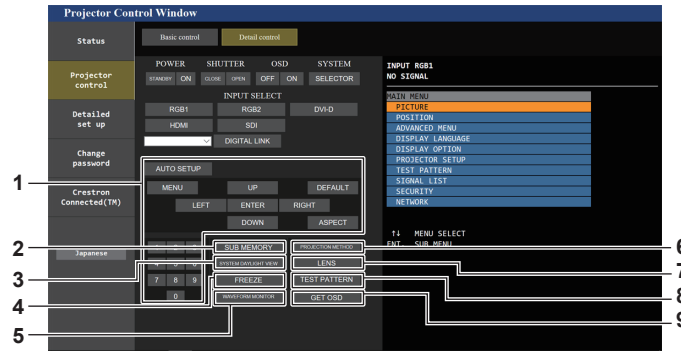 Projector Control Window
Status
Projector control
Detailed set up
Change password
Crestron Connected(TM)
Japanese
Basic control
Detail control
POWER SHUTTER OSD SYSTEM
STANDBY ON CLOSE OPEN OFF ON SELECTOR
INPUT SELECT
RGB1 RGB2 DVI-D
HDMI SDI
DIGITAL LINK
AUTO SETUP
MENU UP DEFAULT
LEFT ENTER RIGHT
DOWN ASPECT
SUB MEMORY PROJECTION METHOD
SYSTEM DAYLIGHT VIEW LENS
7 8 9 FREEZE TEST PATTERN
0 WAVEFORM MONITOR GET OSD
INPUT RGB1
NO SIGNAL
MAIN MENU
PICTURE
POSITION
ADVANCED MENU
DISPLAY LANGUAGE
DISPLAY OPTION
PROJECTOR SETUP
TEST PATTERN
SIGNAL LIST
SECURITY
NETWORK
↑↓ MENU SELECT
ENT. SUB MENU
1
2
3
4
5
6
7
8
9